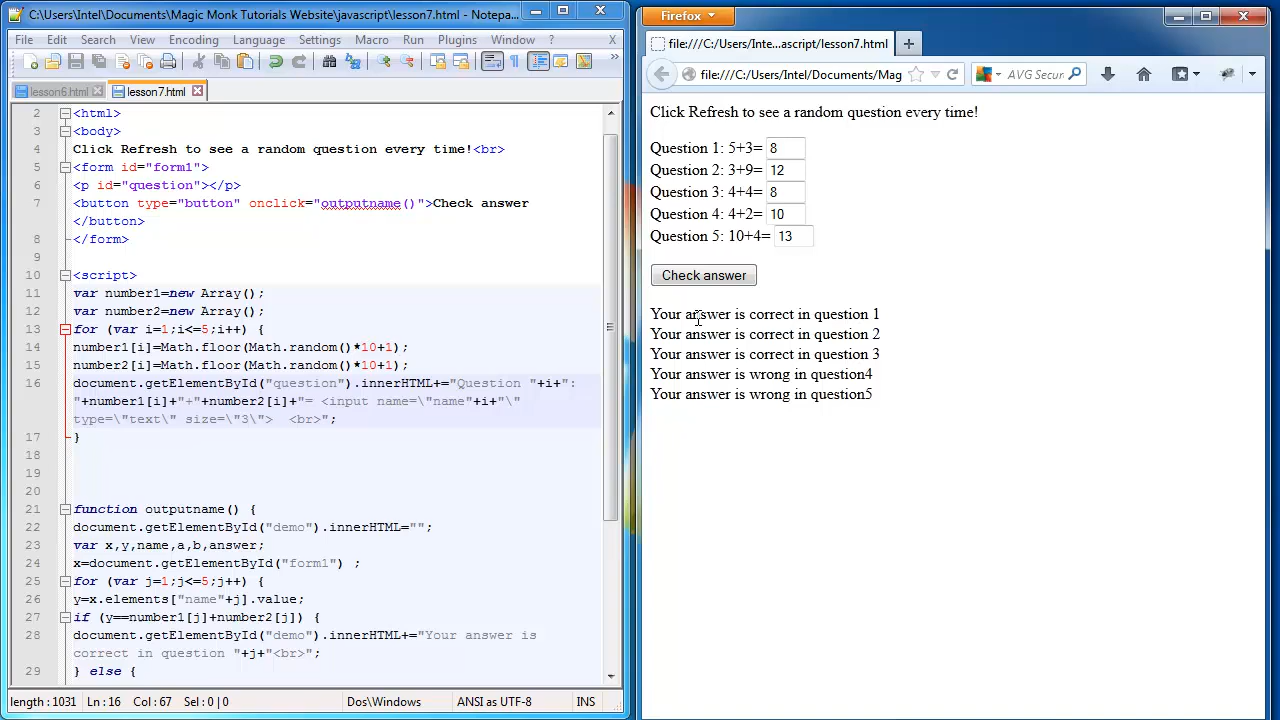 C:\Users\Intel\Documents\Magic Monk Tutorials Website\javascript\lesson7.html - Notepa...
File Edit Search View Encoding Language Settings Macro Run Plugins Window ? X
lesson6.html lesson7.html
2 <html>
3 <body>
4 Click Refresh to see a random question every time!<br>
5 <form id="form1">
6 <p id="question"></p>
7 <button type="button" onclick="outputname()">Check answer
</button>
8 </form>
9
10 <script>
11 var number1=new Array();
12 var number2=new Array();
13 for (var i=1;i<=5;i++) {
14 number1[i]=Math.floor(Math.random()*10+1);
15 number2[i]=Math.floor(Math.random()*10+1);
16 document.getElementById("question").innerHTML+="Question "+i+":
"+number1[i]+"+"+number2[i]+"= <input name=\"name"+i+"\"
type=\"text\" size=\"3\">  <br>";
17 }
18
19
20
21 function outputname() {
22 document.getElementById("demo").innerHTML="";
23 var x,y,name,a,b,answer;
24 x=document.getElementById("form1") ;
25 for (var j=1;j<=5;j++) {
26 y=x.elements["name"+j].value;
27 if (y==number1[j]+number2[j]) {
28 document.getElementById("demo").innerHTML+="Your answer is
correct in question "+j+"<br>";
29 } else {
length : 1031 Ln : 16 Col : 67 Sel : 0 | 0 Dos\Windows ANSI as UTF-8 INS
Firefox
file:///C:/Users/Inte...ascript/lesson7.html
file:///C:/Users/Intel/Documents/Mag AVG Secur
Click Refresh to see a random question every time!
Question 1: 5+3= 8
Question 2: 3+9= 12
Question 3: 4+4= 8
Question 4: 4+2= 10
Question 5: 10+4= 13
Check answer
Your answer is correct in question 1
Your answer is correct in question 2
Your answer is correct in question 3
Your answer is wrong in question4
Your answer is wrong in question5